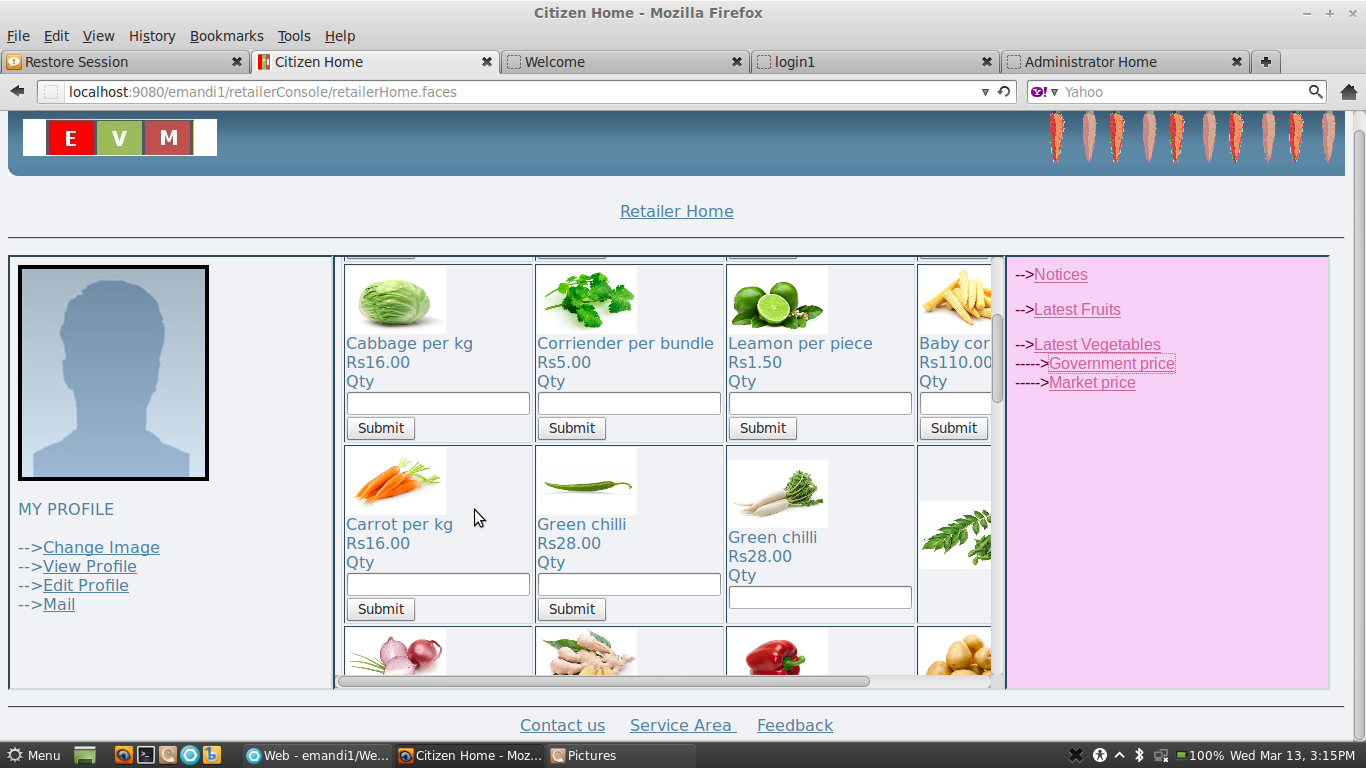 Citizen Home - Mozilla Firefox
File Edit View History Bookmarks Tools Help
Restore Session Citizen Home Welcome login1 Administrator Home
localhost:9080/emandi1/retailerConsole/retailerHome.faces Yahoo
E V M
Retailer Home
MY PROFILE
-->Change Image
-->View Profile
-->Edit Profile
-->Mail
Cabbage per kg Corriender per bundle Leamon per piece Baby cor
Rs16.00 Rs5.00 Rs1.50 Rs110.00
Qty Qty Qty Qty
Submit Submit Submit Submit
Carrot per kg Green chilli Green chilli
Rs16.00 Rs28.00 Rs28.00
Qty Qty Qty
Submit Submit
-->Notices
-->Latest Fruits
-->Latest Vegetables
----->Government price
----->Market price
Contact us Service Area Feedback
Menu Web - emandi1/We... Citizen Home - Moz... Pictures 100% Wed Mar 13, 3:15PM